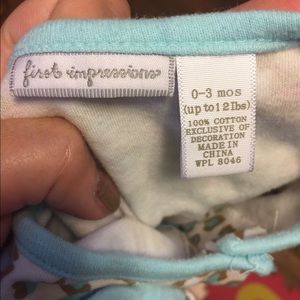 first impressions
0-3 mos
(up to 12 lbs)
100% COTTON
EXCLUSIVE OF
DECORATION
MADE IN
CHINA
WPL 8046